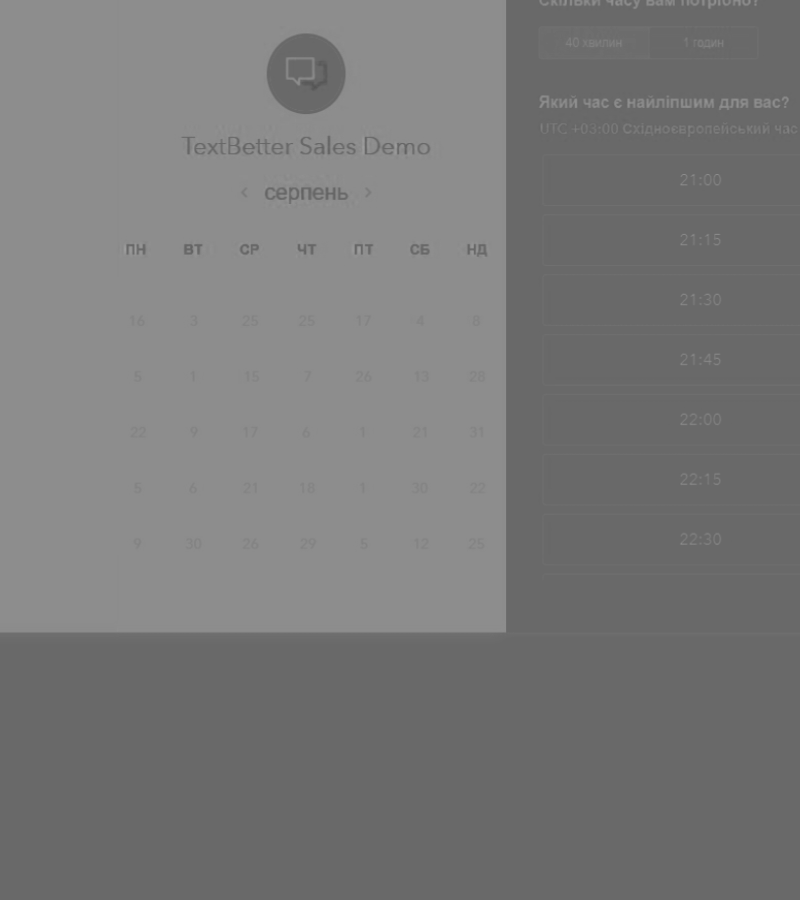 TextBetter Sales Demo
‹ серпень ›
ПН ВТ СР ЧТ ПТ СБ НД
16 3 25 25 17 4 8
5 1 15 7 26 13 28
22 9 17 6 1 21 31
5 6 21 18 1 30 22
9 30 26 29 5 12 25
Скільки часу вам потрібно?
40 хвилин 1 годин
Який час є найліпшим для вас?
UTC +03:00 Східноєвропейський час
21:00
21:15
21:30
21:45
22:00
22:15
22:30